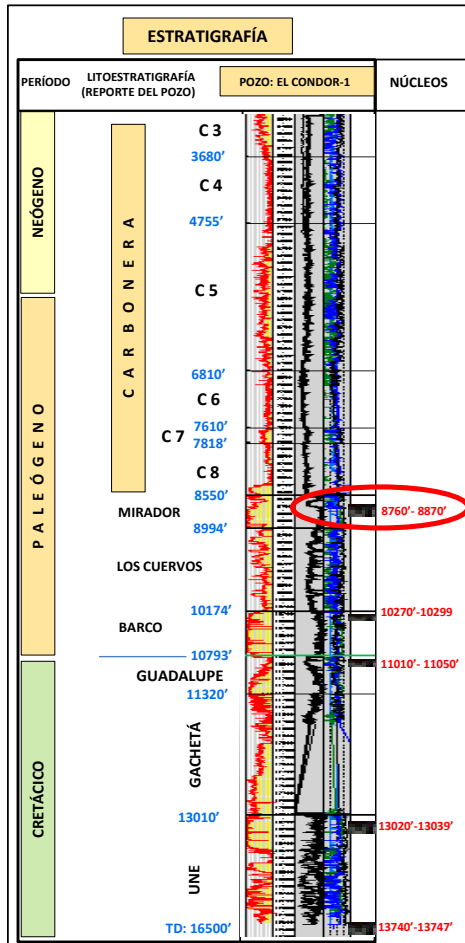 ESTRATIGRAFÍA
PERÍODO
LITOESTRATIGRAFÍA
(REPORTE DEL POZO)
POZO: EL CONDOR-1
NÚCLEOS
NEÓGENO
CARBONERA
C 3
3680’
C 4
4755’
C 5
PALEÓGENO
6810’
C 6
7610’
C 7
7818’
C 8
8550’
MIRADOR
8760’- 8870’
8994’
LOS CUERVOS
10174’
10270’-10299
BARCO
10793’
11010’- 11050’
GUADALUPE
11320’
CRETÁCICO
GACHETÁ
13010’
13020’-13039’
UNE
TD: 16500’
13740’-13747’